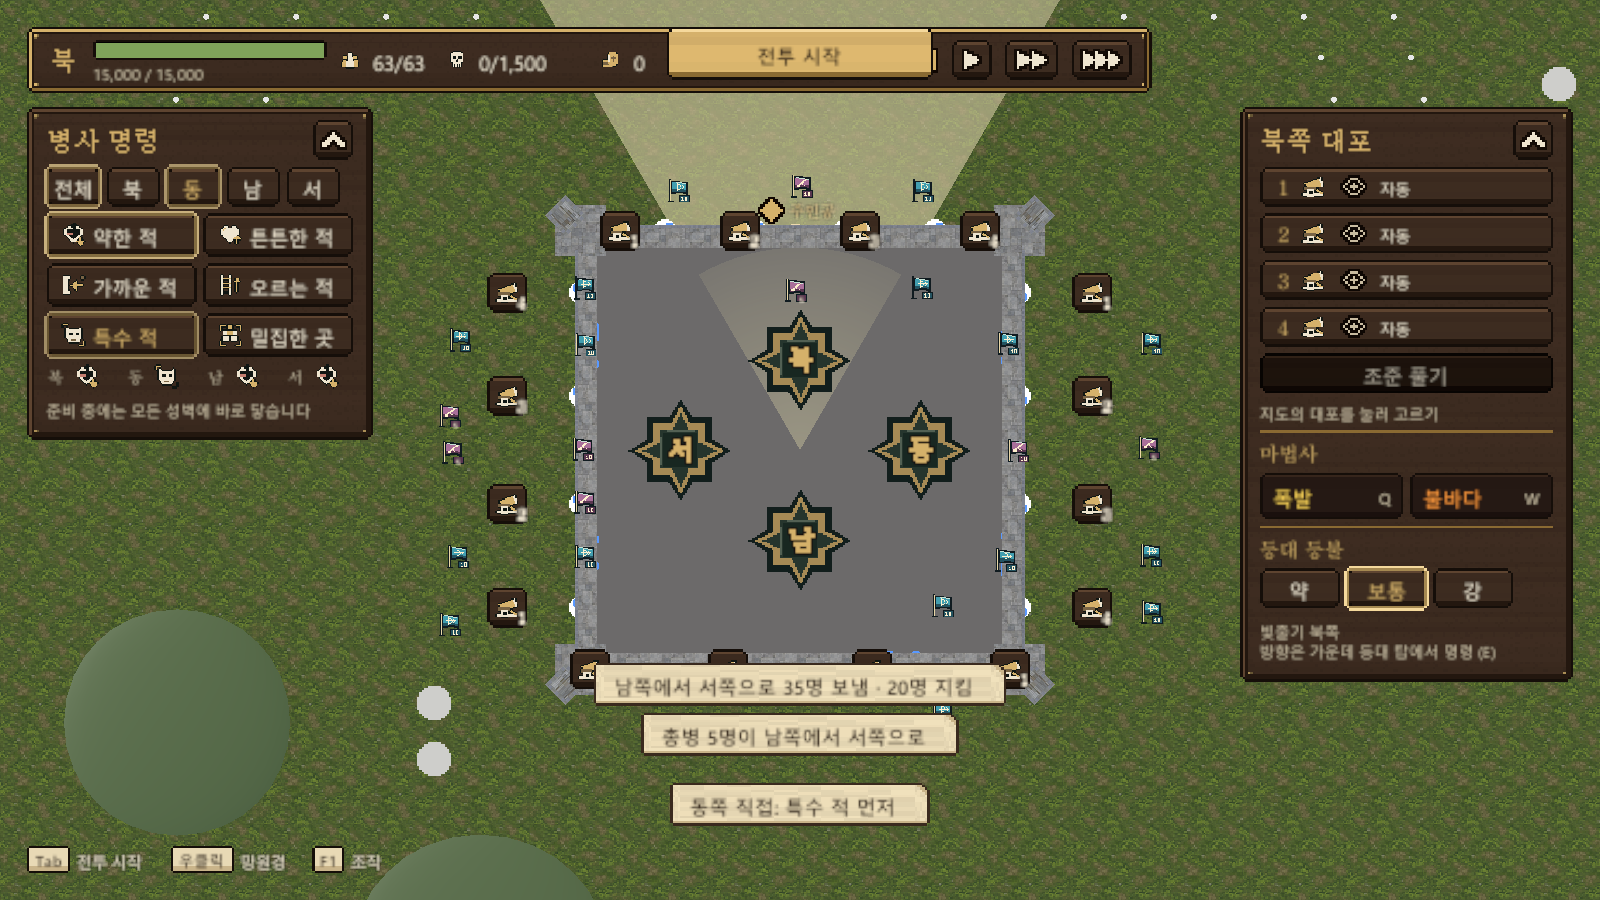 북
15,000 / 15,000
63/63
0/1,500
0
전투 시작
병사 명령
전체 북 동 남 서
약한 적 튼튼한 적
가까운 적 오르는 적
특수 적 밀집한 곳
북 동 남 서
준비 중에는 모든 성벽에 바로 닿습니다
북쪽 대포
1 자동
2 자동
3 자동
4 자동
조준 풀기
지도의 대포를 눌러 고르기
마법사
폭발 Q 불바다 W
등대 등불
약 보통 강
빛줄기 북쪽
방향은 가운데 등대 탑에서 명령 (E)
북
서
동
남
남쪽에서 서쪽으로 35명 보냄 · 20명 지킴
총병 5명이 남쪽에서 서쪽으로
동쪽 직접: 특수 적 먼저
Tab 전투 시작 우클릭 망원경 F1 조작